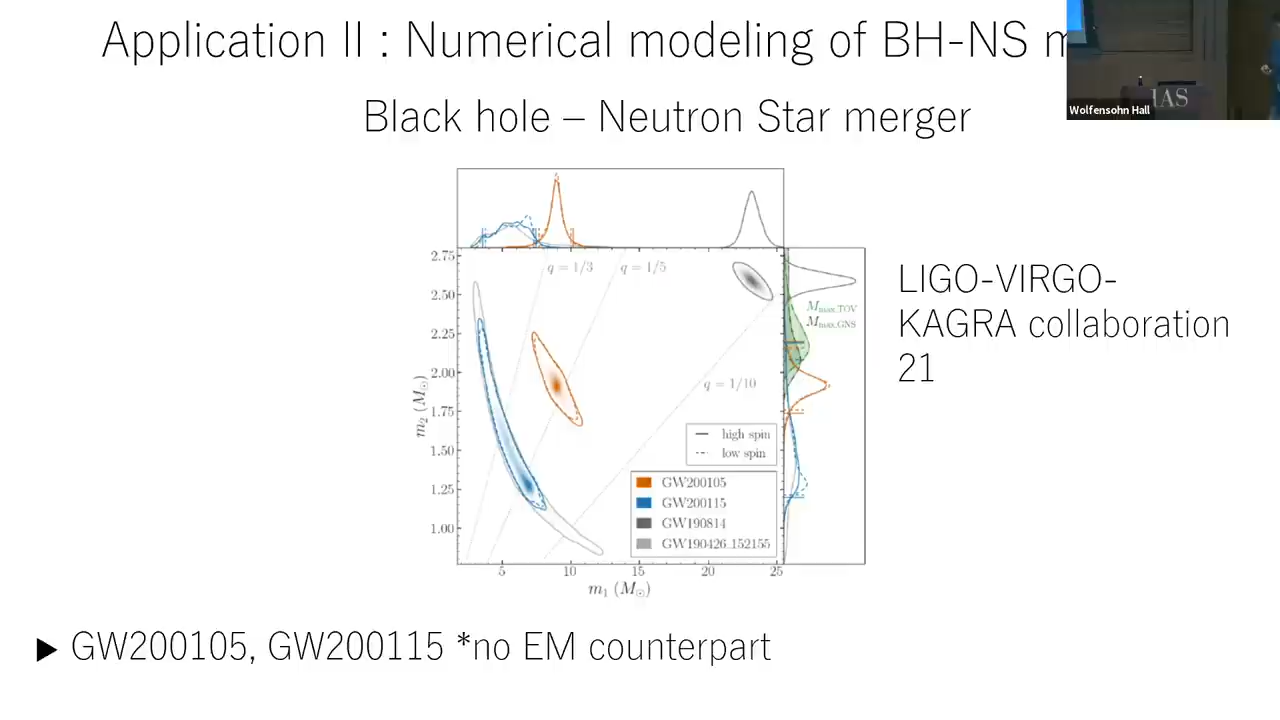 Application II : Numerical modeling of BH-NS
Wolfensohn Hall
IAS
Black hole – Neutron Star merger
q = 1/3
q = 1/5
q = 1/10
M_max,TOV
M_max,GNS
2.75
2.50
2.25
2.00
1.75
1.50
1.25
1.00
m₂ (M☉)
high spin
low spin
GW200105
GW200115
GW190814
GW190426_152155
5 10 15 20 25
m₁ (M☉)
LIGO-VIRGO-
KAGRA collaboration
21
▶ GW200105, GW200115 *no EM counterpart